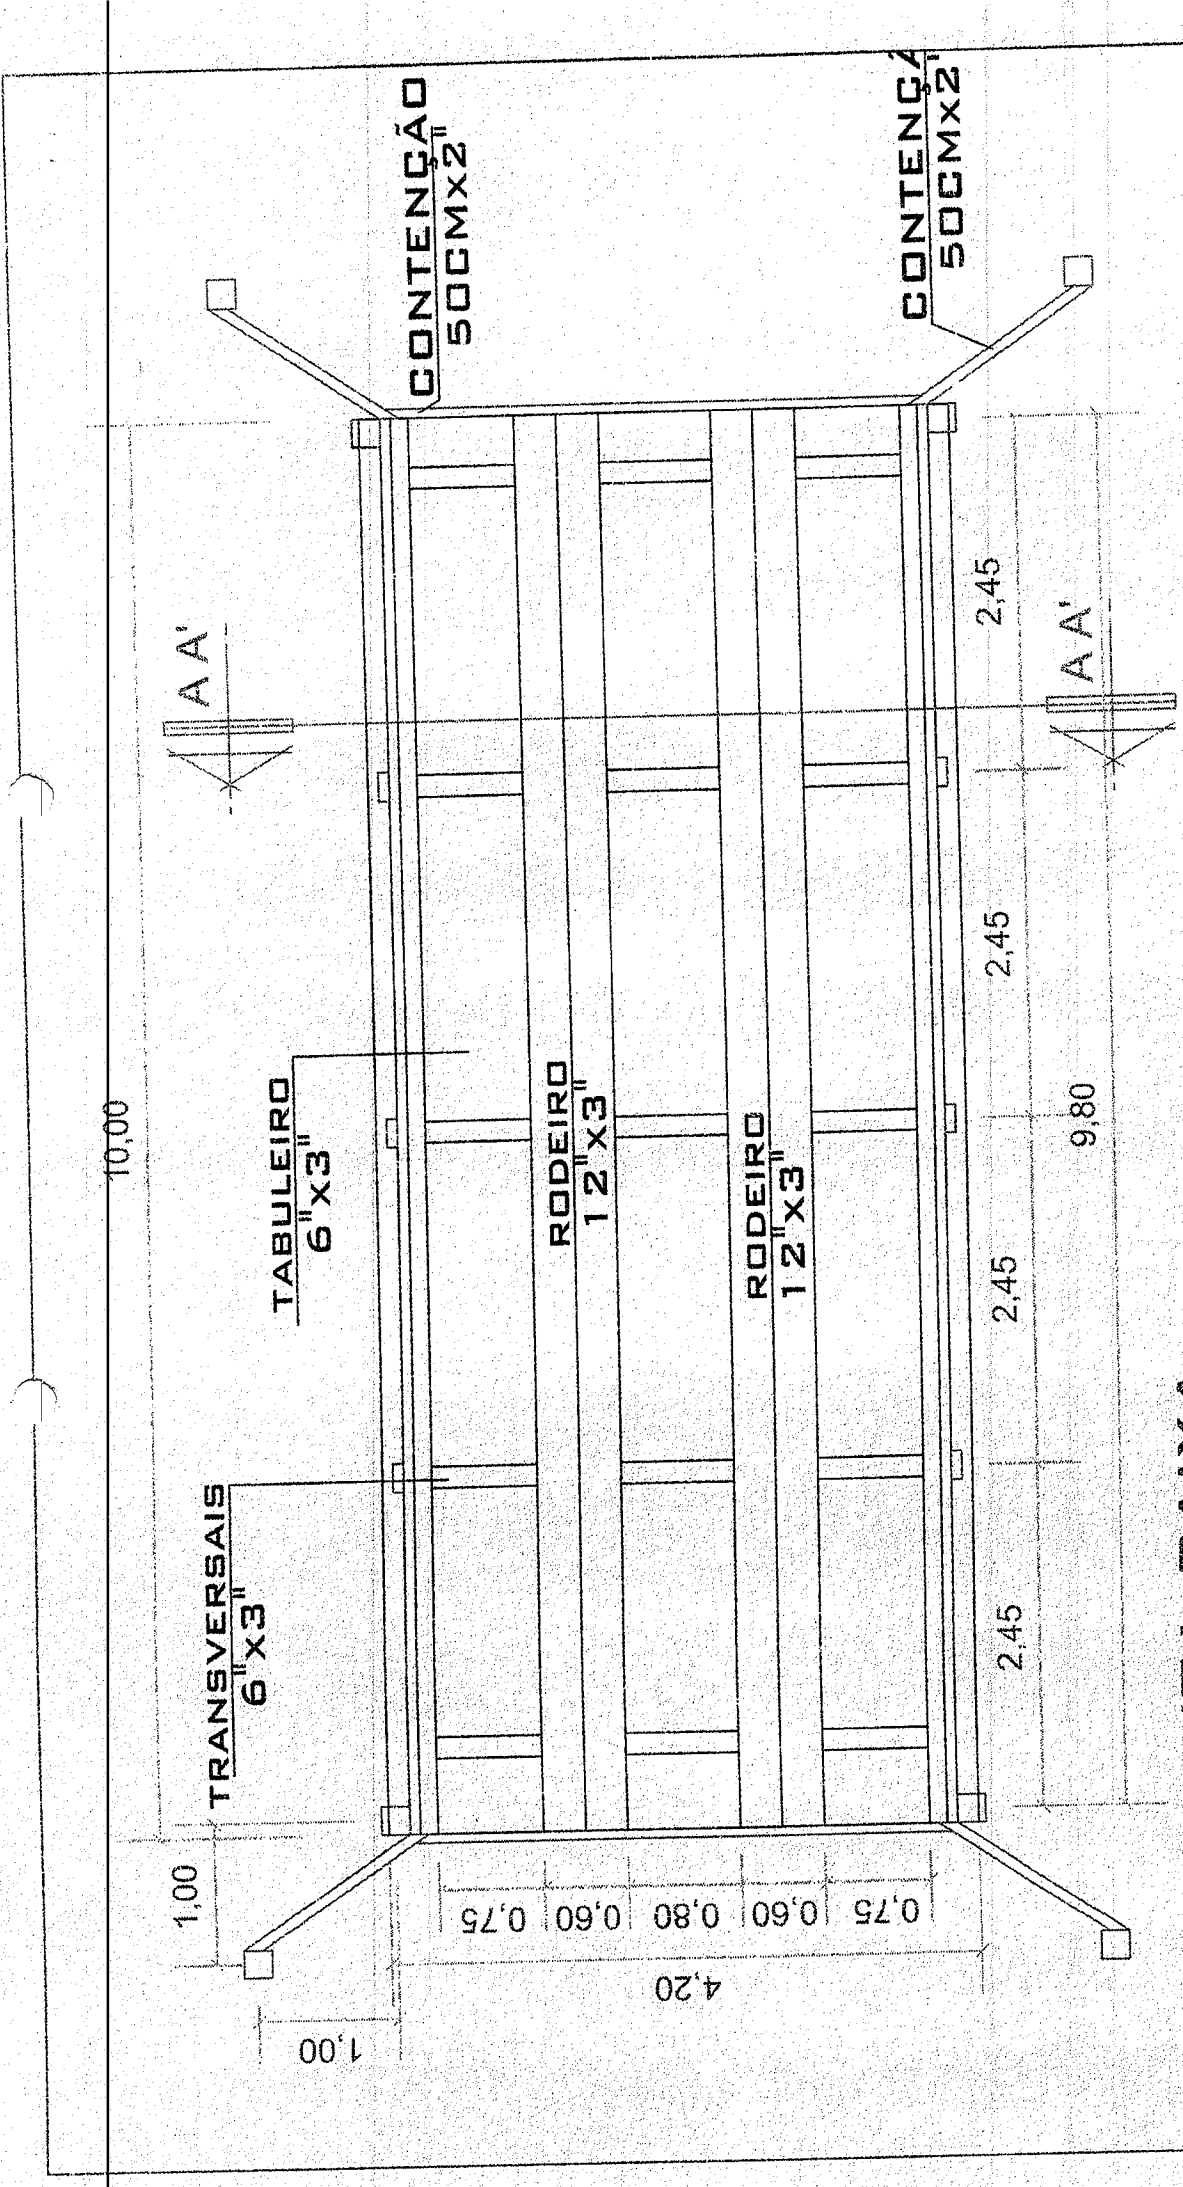 10,00
TRANSVERSAIS
6"x3"
TABULEIRO
6"x3"
A A'
CONTENÇÃO
50CMx2"
RODEIRO
12"x3"
RODEIRO
12"x3"
CONTENÇÃ
50CMx2"
1,00
1,00
0,75
0,60
0,80
0,60
0,75
4,20
2,45
2,45
2,45
2,45
9,80
A A'